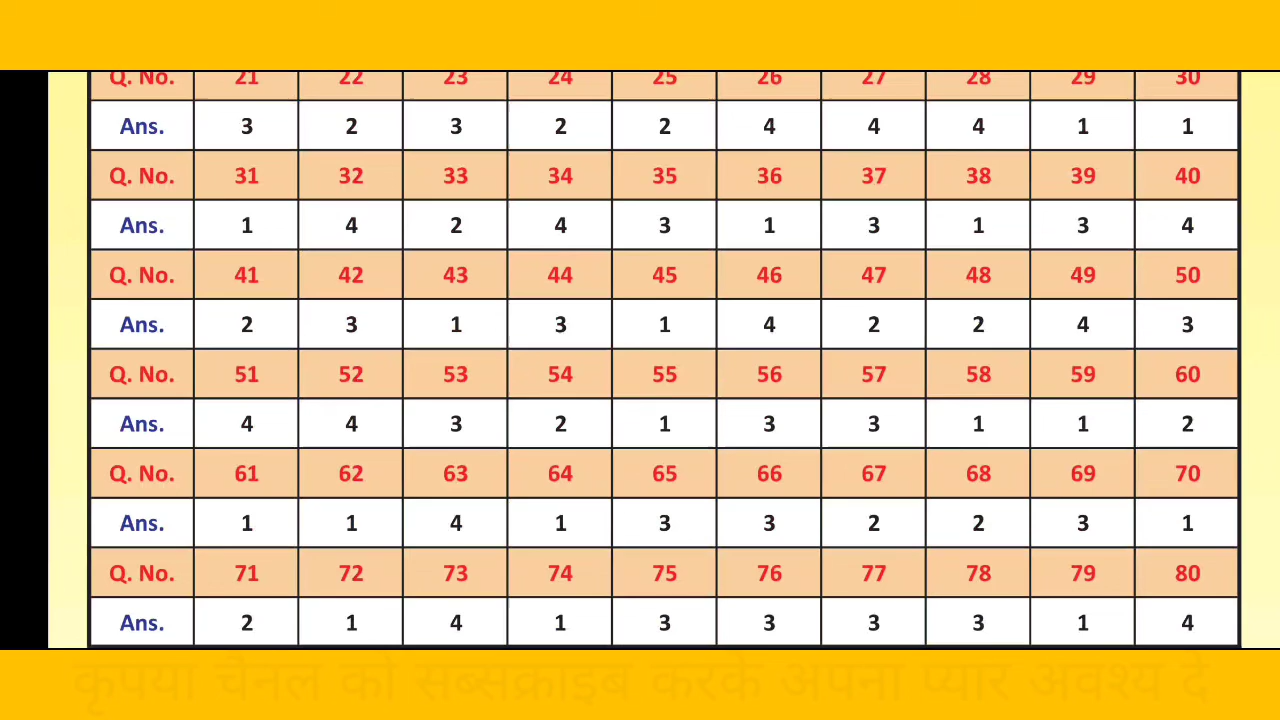 Q. No. 21 22 23 24 25 26 27 28 29 30
Ans. 3 2 3 2 2 4 4 4 1 1
Q. No. 31 32 33 34 35 36 37 38 39 40
Ans. 1 4 2 4 3 1 3 1 3 4
Q. No. 41 42 43 44 45 46 47 48 49 50
Ans. 2 3 1 3 1 4 2 2 4 3
Q. No. 51 52 53 54 55 56 57 58 59 60
Ans. 4 4 3 2 1 3 3 1 1 2
Q. No. 61 62 63 64 65 66 67 68 69 70
Ans. 1 1 4 1 3 3 2 2 3 1
Q. No. 71 72 73 74 75 76 77 78 79 80
Ans. 2 1 4 1 3 3 3 3 1 4
कृपया चैनल को सब्सक्राइब करके अपना प्यार अवश्य दे